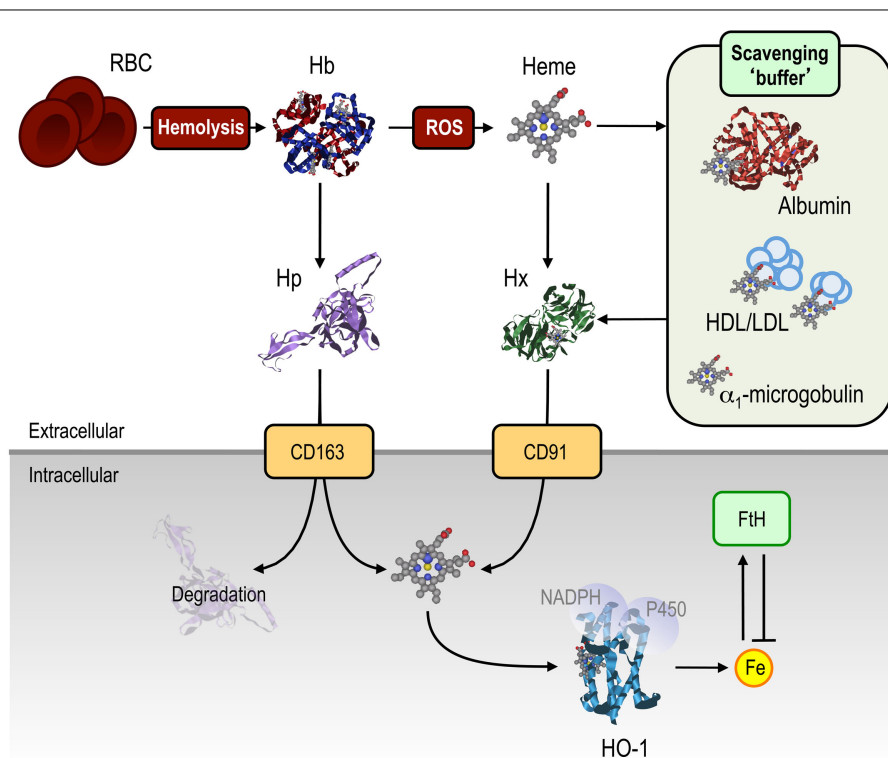 RBC
Hemolysis
Hb
ROS
Heme
Scavenging
‘buffer’
Albumin
HDL/LDL
α1-microgobulin
Hp
Hx
Extracellular
CD163
CD91
Intracellular
Degradation
FtH
NADPH
P450
Fe
HO-1